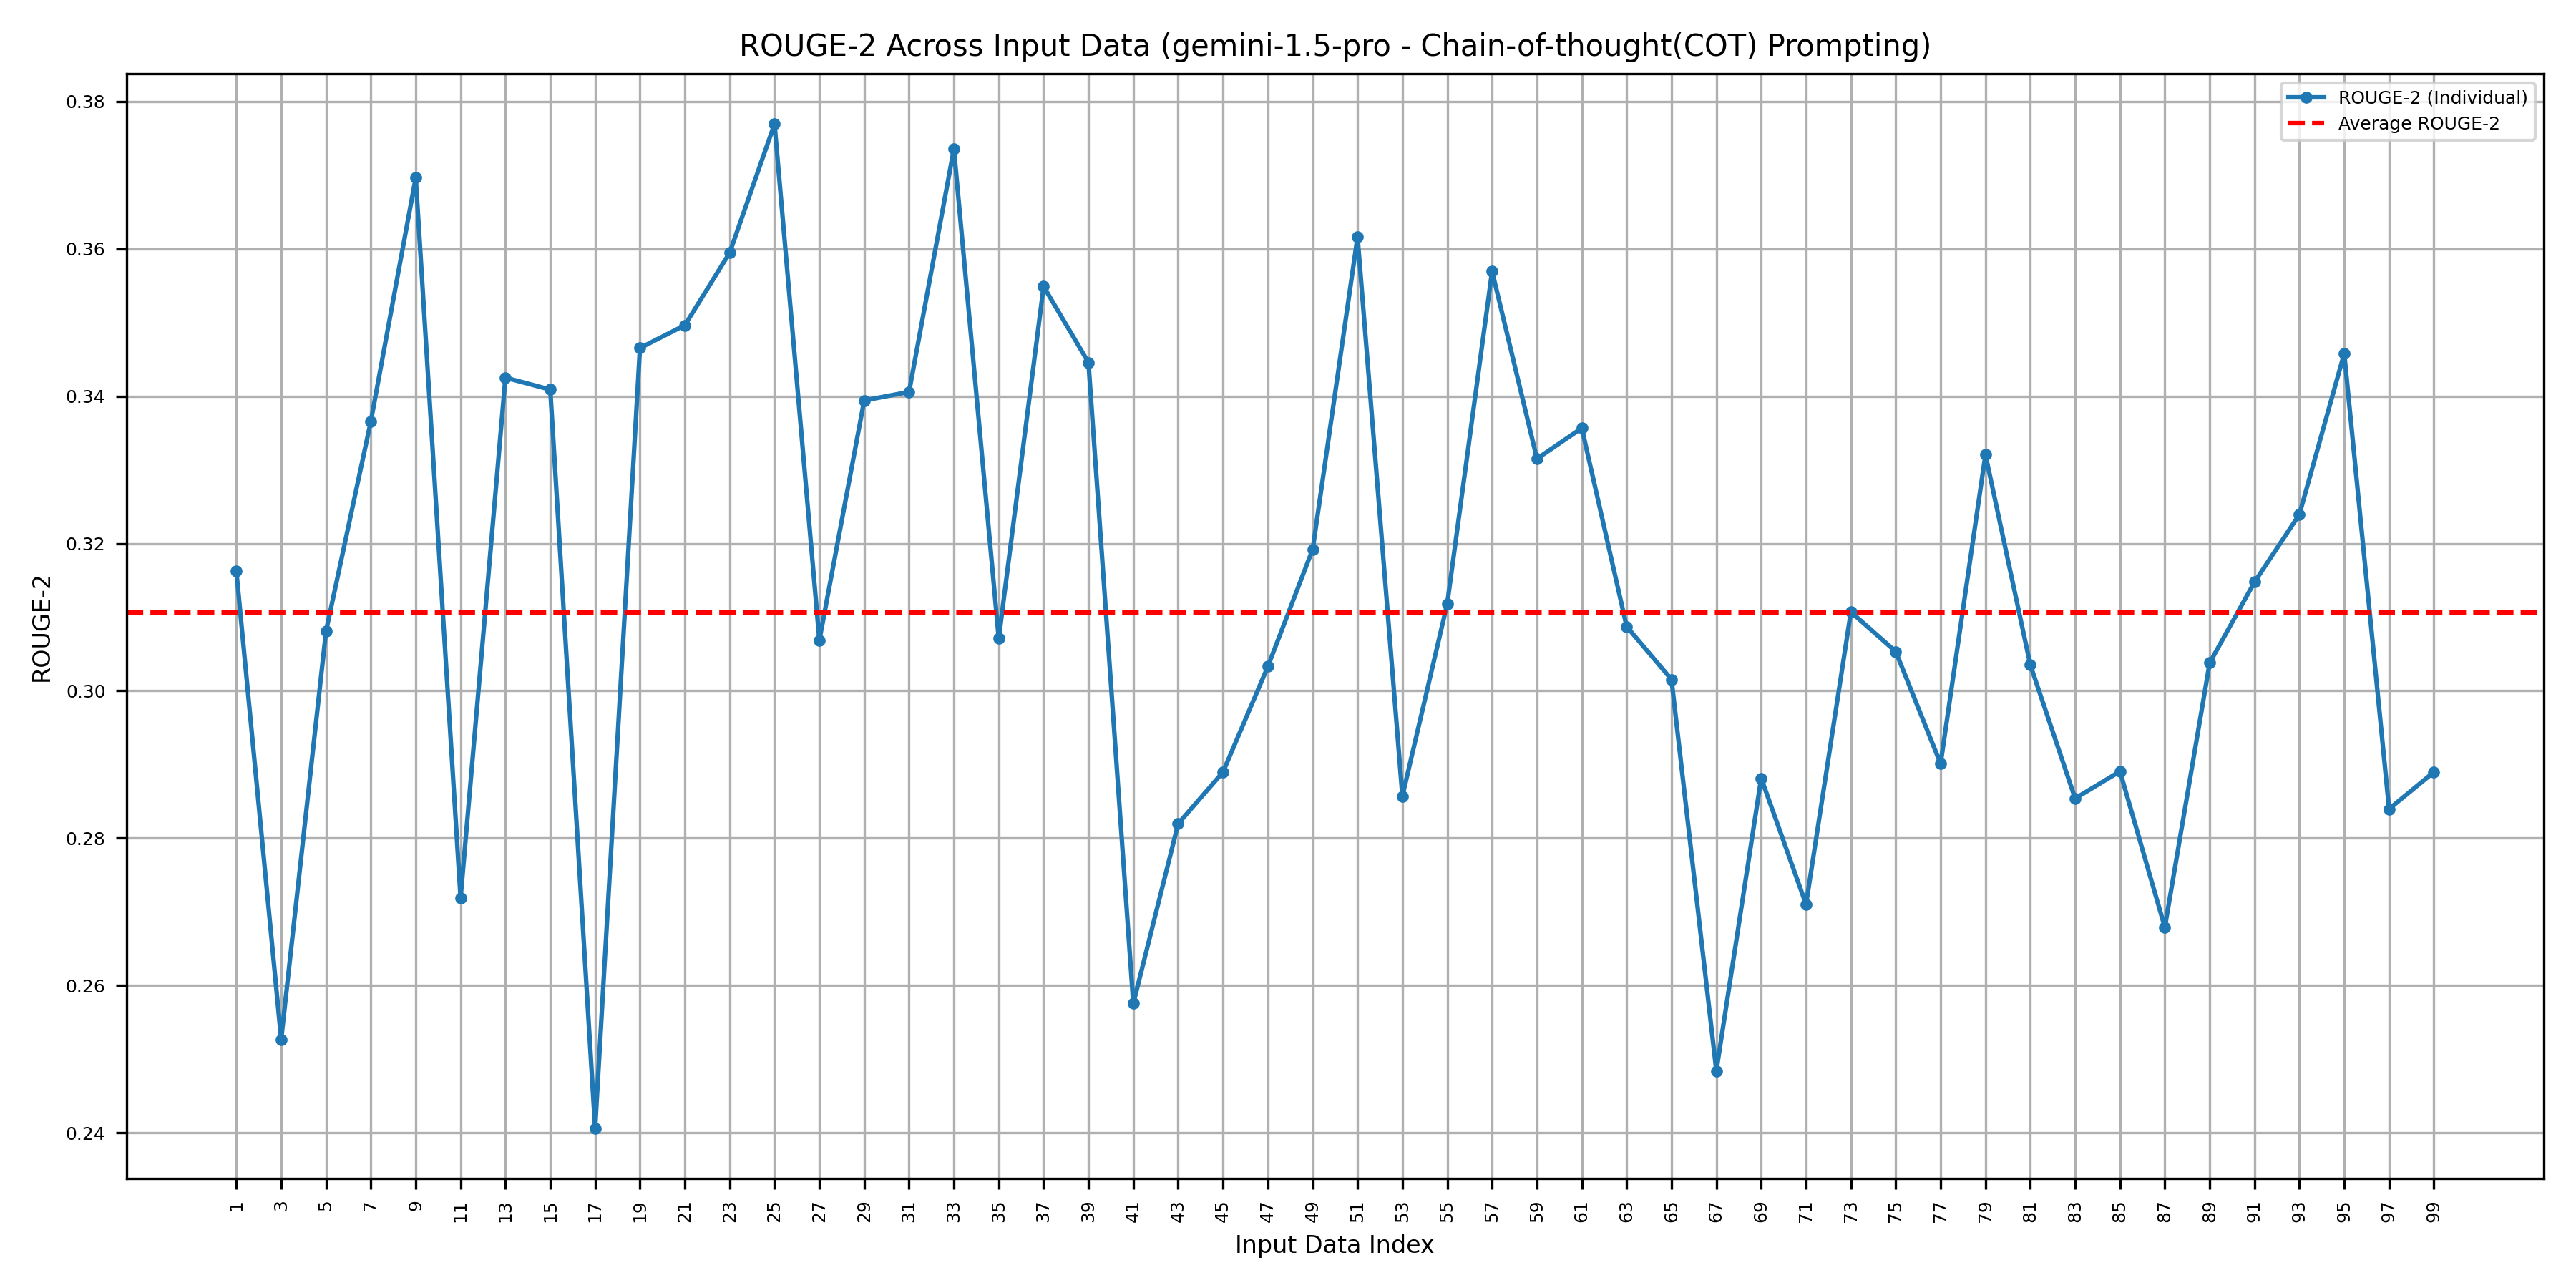 ROUGE-2 Across Input Data (gemini-1.5-pro - Chain-of-thought(COT) Prompting)
ROUGE-2 (Individual)
Average ROUGE-2
0.38
0.36
0.34
0.32
0.30
0.28
0.26
0.24
ROUGE-2
1 3 5 7 9 11 13 15 17 19 21 23 25 27 29 31 33 35 37 39 41 43 45 47 49 51 53 55 57 59 61 63 65 67 69 71 73 75 77 79 81 83 85 87 89 91 93 95 97 99
Input Data Index